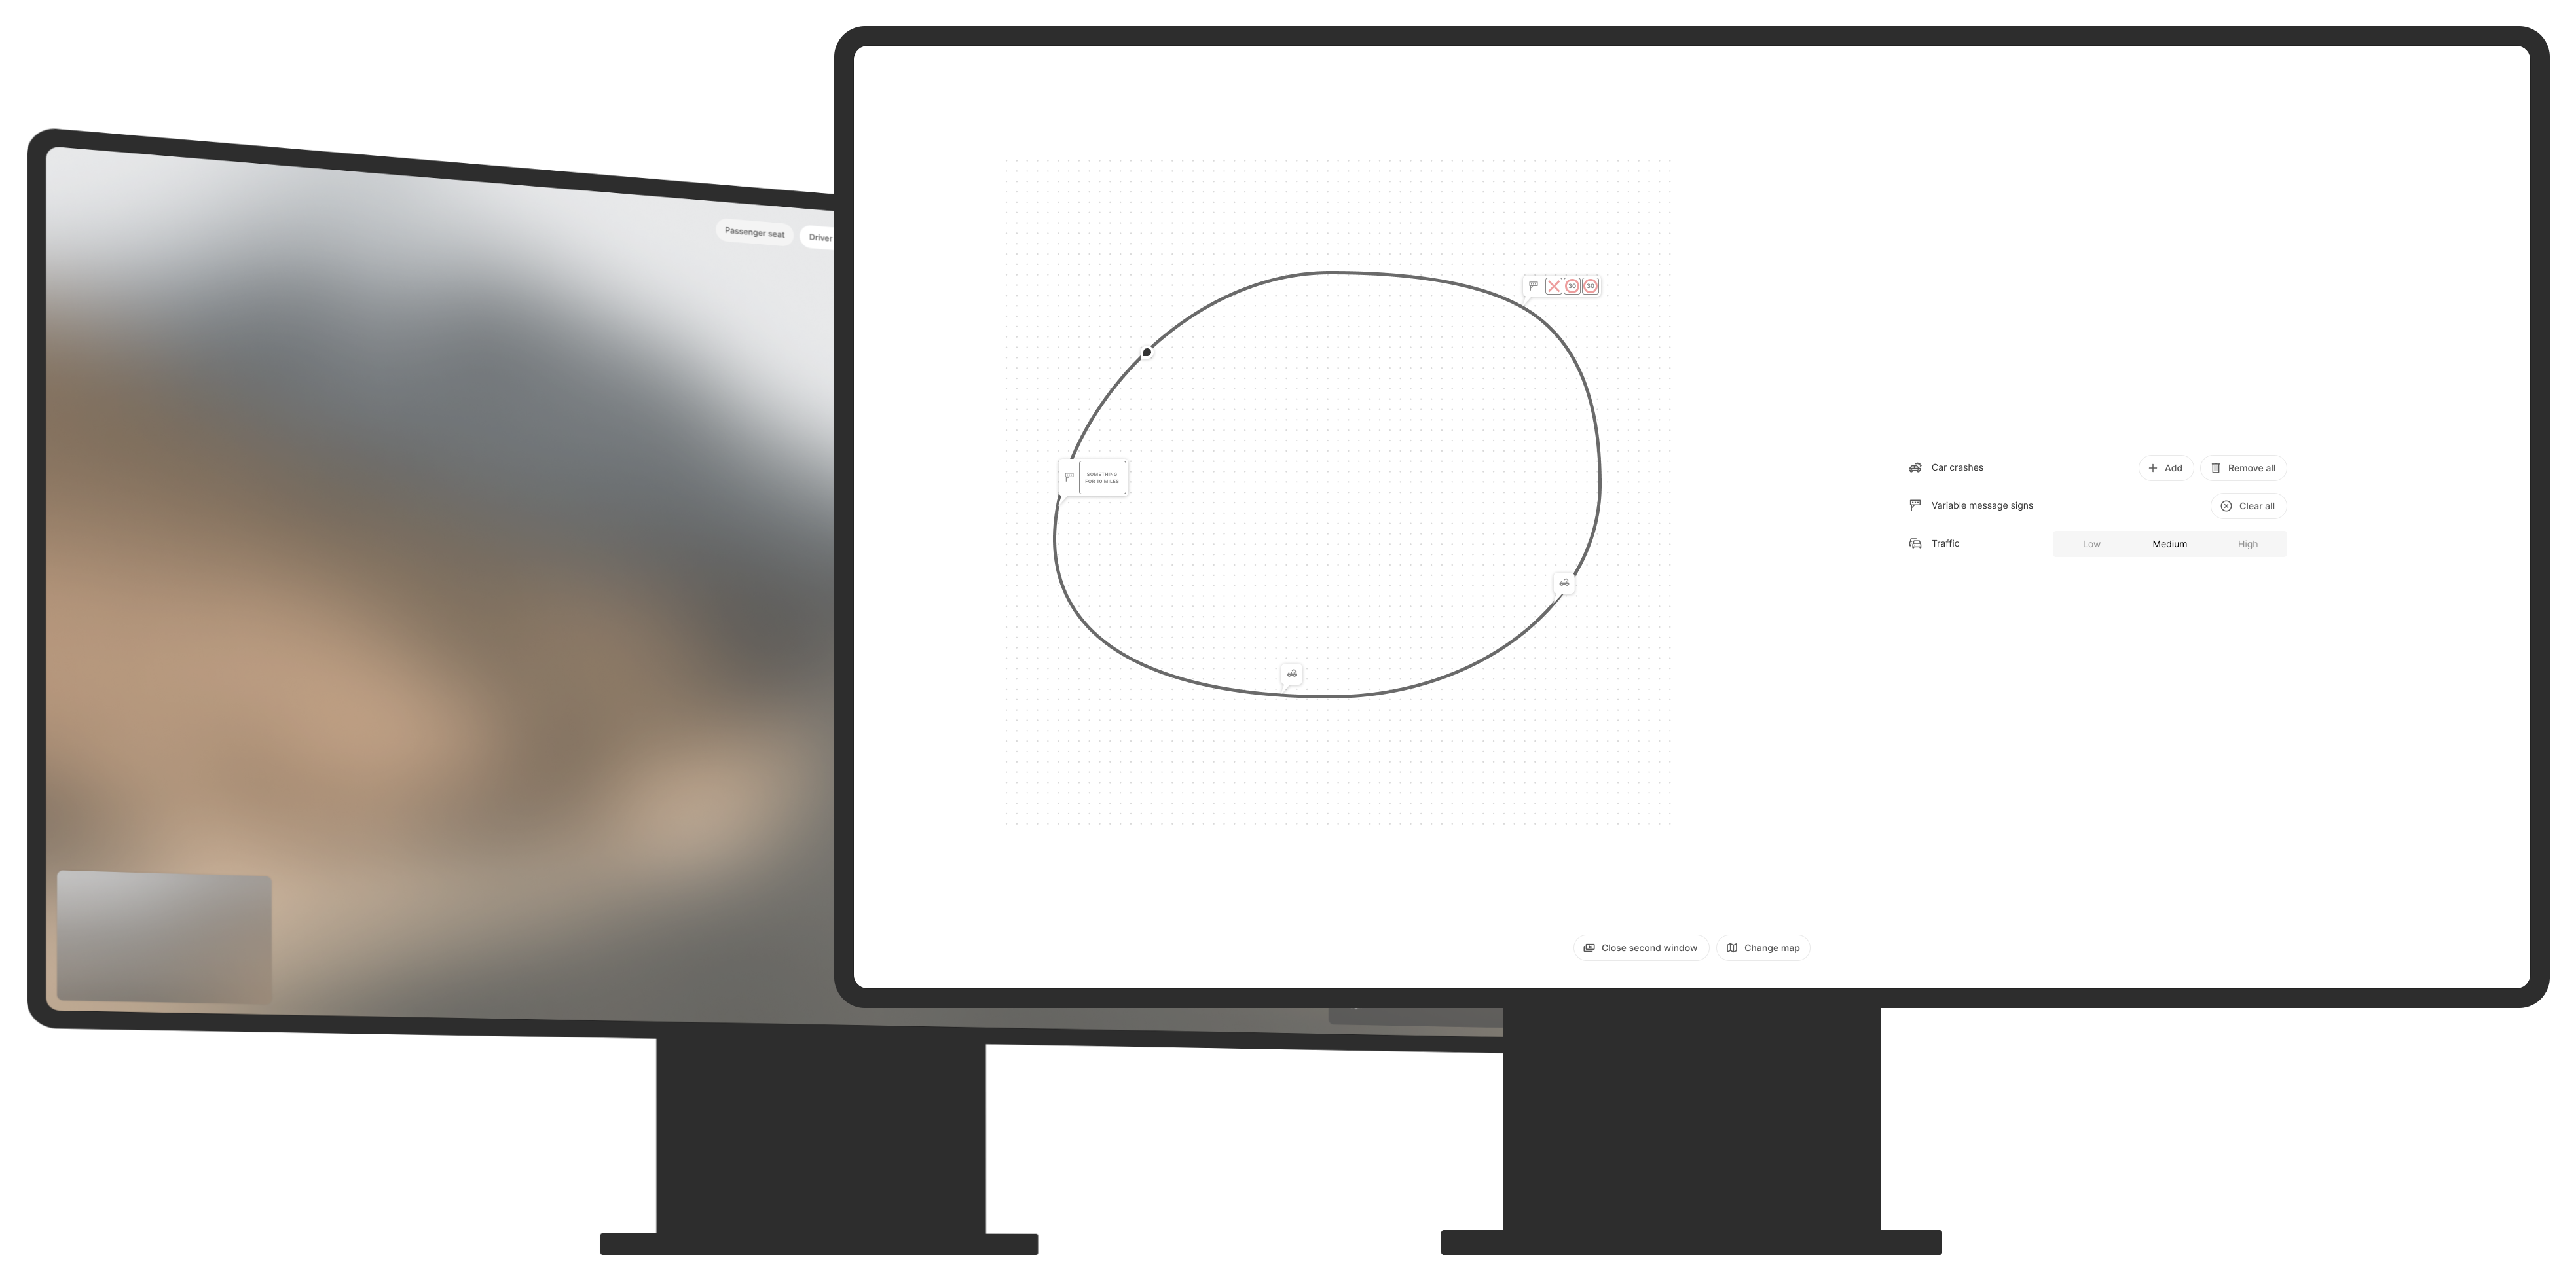 Passenger seat
Driver
30
30
SOMETHING
FOR 10 MILES
Car crashes
Add
Remove all
Variable message signs
Clear all
Traffic
Low
Medium
High
Close second window
Change map